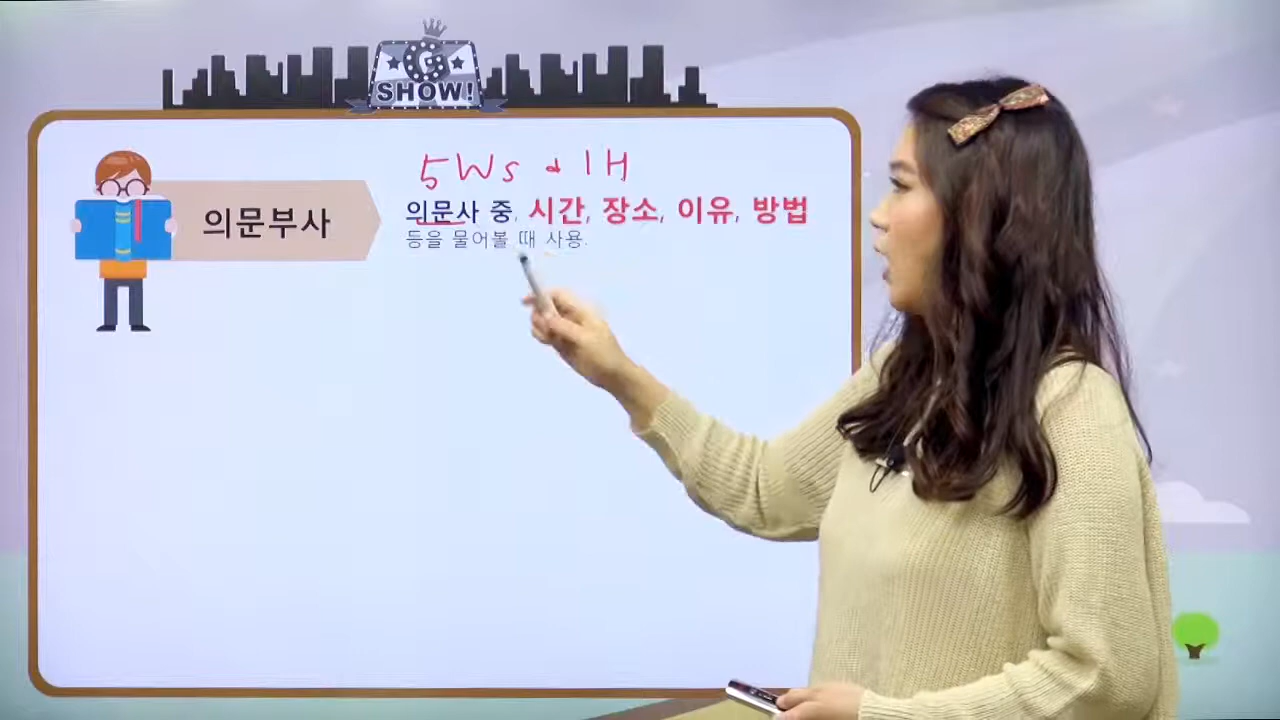 G
SHOW!
5Ws & 1H
의문부사
의문사 중, 시간, 장소, 이유, 방법
등을 물어볼 때 사용.